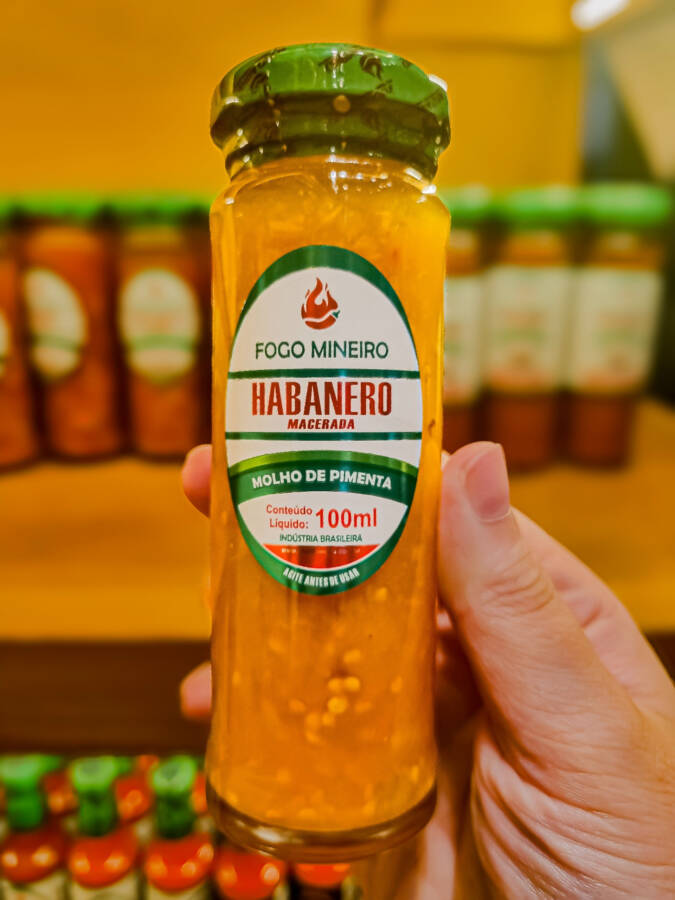 FOGO MINEIRO
HABANERO
MACERADA
MOLHO DE PIMENTA
Conteúdo
Líquido: 100ml
INDÚSTRIA BRASILEIRA
AGITE ANTES DE USAR